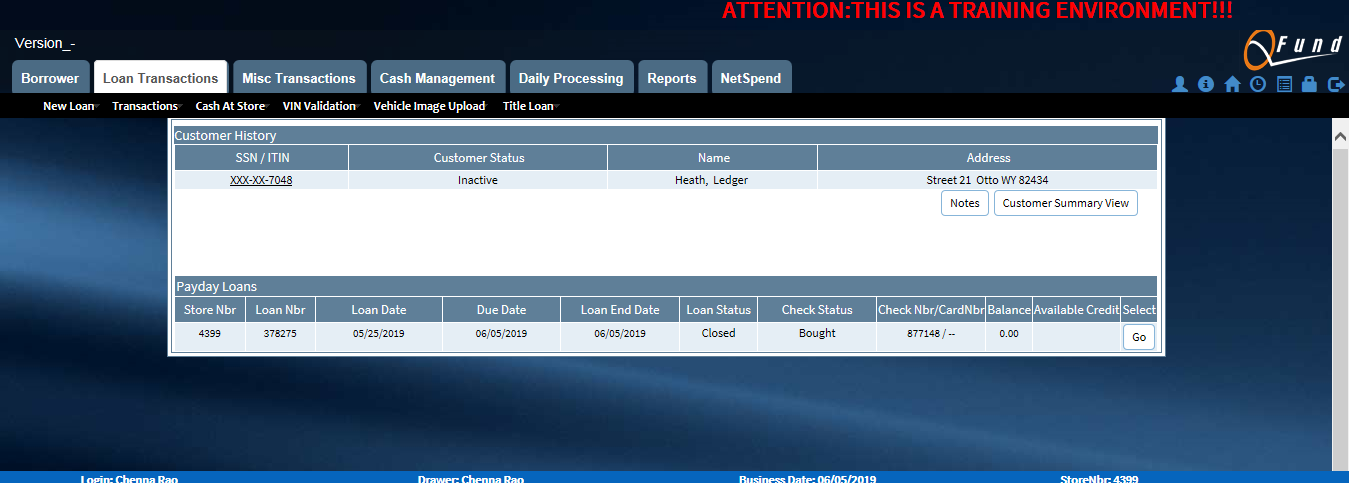 ATTENTION:THIS IS A TRAINING ENVIRONMENT!!!
Version_-
QFund
Borrower Loan Transactions Misc Transactions Cash Management Daily Processing Reports NetSpend
New Loan Transactions Cash At Store VIN Validation Vehicle Image Upload Title Loan
Customer History
SSN / ITIN Customer Status Name Address
XXX-XX-7048 Inactive Heath, Ledger Street 21 Otto WY 82434
Notes Customer Summary View
Payday Loans
Store Nbr Loan Nbr Loan Date Due Date Loan End Date Loan Status Check Status Check Nbr/CardNbr Balance Available Credit Select
4399 378275 05/25/2019 06/05/2019 06/05/2019 Closed Bought 877148 / -- 0.00 Go
Login: Chenna Rao Drawer: Chenna Rao Business Date: 06/05/2019 StoreNbr: 4399